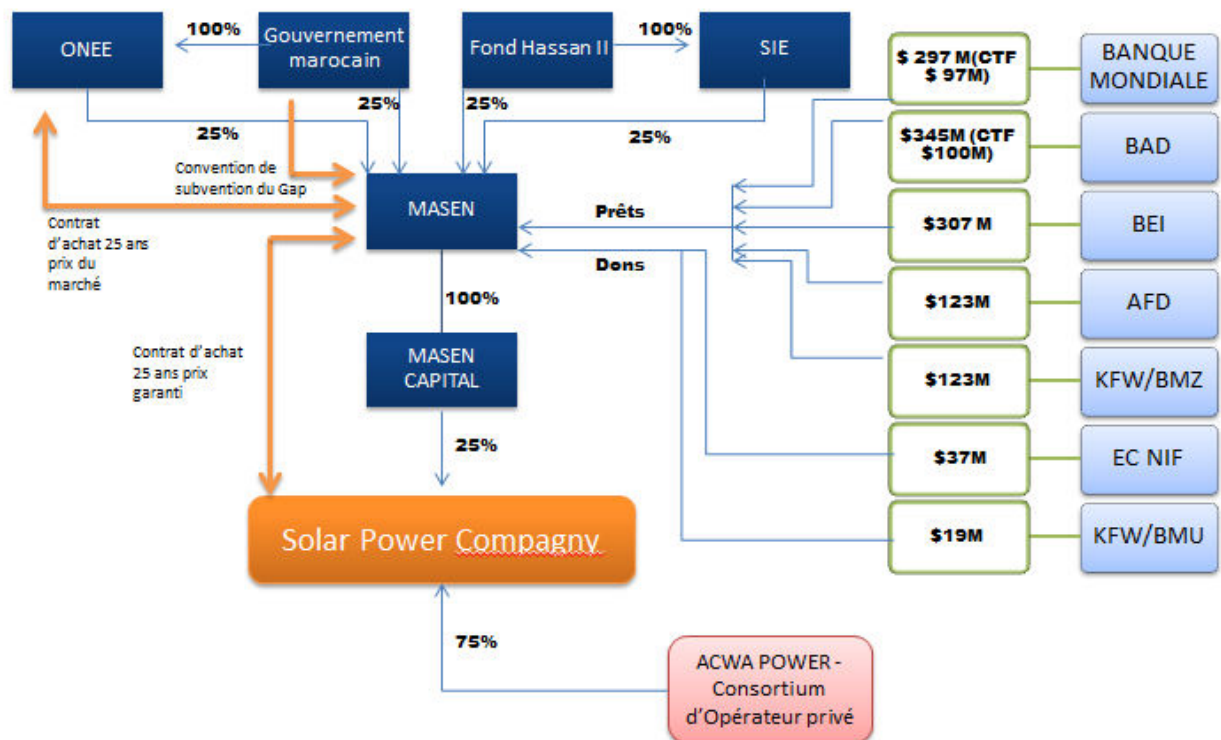 ONEE
100%
Gouvernement
marocain
Fond Hassan II
100%
SIE
$ 297 M(CTF
$ 97M)
BANQUE
MONDIALE
25%
25%
25%
25%
$345M (CTF
$100M)
BAD
Convention de
subvention du Gap
MASEN
Prêts
Dons
$307 M
BEI
Contrat
d'achat 25 ans
prix du
marché
$123M
AFD
100%
Contrat d'achat
25 ans prix
garanti
MASEN
CAPITAL
$123M
KFW/BMZ
25%
$37M
EC NIF
Solar Power Compagny
$19M
KFW/BMU
75%
ACWA POWER -
Consortium
d'Opérateur privé